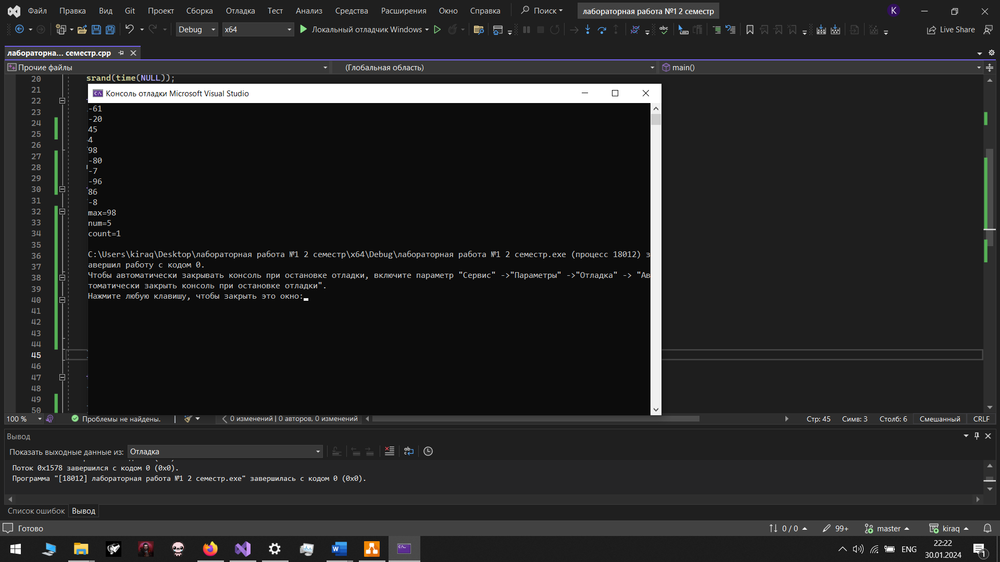 Файл Правка Вид Git Проект Сборка Отладка Тест Анализ Средства Расширения Окно Справка Поиск лабораторная работа №1 2 семестр K
Debug x64 Локальный отладчик Windows Live Share
лабораторна... семестр.cpp
Прочие файлы (Глобальная область) main()
20 srand(time(NULL));
21
22
23
24
25
26
27
28
29
30
31
32
33
34
35
36
37
38
39
40
41
42
43
44
45
46
47
48
49
50
Консоль отладки Microsoft Visual Studio
-61
-20
45
4
98
-80
-7
-96
86
-8
max=98
num=5
count=1
C:\Users\kiraq\Desktop\лабораторная работа №1 2 семестр\x64\Debug\лабораторная работа №1 2 семестр.exe (процесс 18012) з
авершил работу с кодом 0.
Чтобы автоматически закрывать консоль при остановке отладки, включите параметр "Сервис" ->"Параметры" ->"Отладка" -> "Ав
томатически закрыть консоль при остановке отладки".
Нажмите любую клавишу, чтобы закрыть это окно:
100 % Проблемы не найдены. 0 изменений | 0 авторов, 0 изменений Стр: 45 Симв: 3 Столб: 6 Смешанный CRLF
Вывод
Показать выходные данные из: Отладка
Поток 0x1578 завершился с кодом 0 (0x0).
Программа "[18012] лабораторная работа №1 2 семестр.exe" завершилась с кодом 0 (0x0).
Список ошибок Вывод
Готово 0 / 0 99+ master kiraq
ENG 22:22
30.01.2024 1